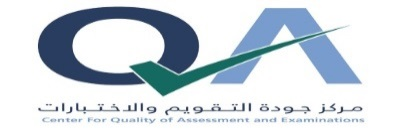 QA
مركز جودة التقويم والاختبارات
Center For Quality of Assessment and Examinations